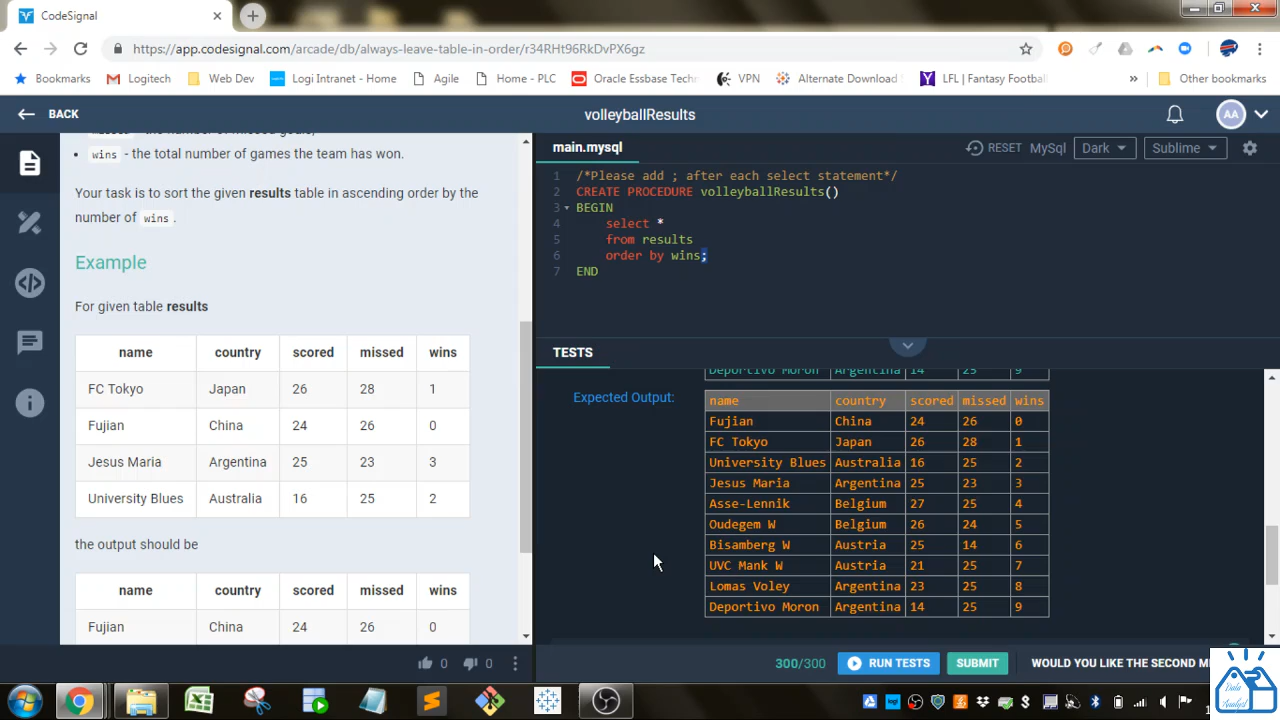 CodeSignal
https://app.codesignal.com/arcade/db/always-leave-table-in-order/r34RHt96RkDvPX6gz
Bookmarks Logitech Web Dev Logi Intranet - Home Agile Home - PLC Oracle Essbase Techn VPN Alternate Download LFL | Fantasy Football » Other bookmarks
BACK volleyballResults AA
• wins - the total number of games the team has won.
Your task is to sort the given results table in ascending order by the
number of wins .
Example
For given table results
name country scored missed wins
FC Tokyo Japan 26 28 1
Fujian China 24 26 0
Jesus Maria Argentina 25 23 3
University Blues Australia 16 25 2
the output should be
name country scored missed wins
Fujian China 24 26 0
0 0
main.mysql RESET MySql Dark Sublime
1 /*Please add ; after each select statement*/
2 CREATE PROCEDURE volleyballResults()
3 BEGIN
4 select *
5 from results
6 order by wins;
7 END
TESTS
Deportivo Moron Argentina 14 25 9
Expected Output:
name country scored missed wins
Fujian China 24 26 0
FC Tokyo Japan 26 28 1
University Blues Australia 16 25 2
Jesus Maria Argentina 25 23 3
Asse-Lennik Belgium 27 25 4
Oudegem W Belgium 26 24 5
Bisamberg W Austria 25 14 6
UVC Mank W Austria 21 25 7
Lomas Voley Argentina 23 25 8
Deportivo Moron Argentina 14 25 9
300/300 RUN TESTS SUBMIT WOULD YOU LIKE THE SECOND M
Data
Analyst